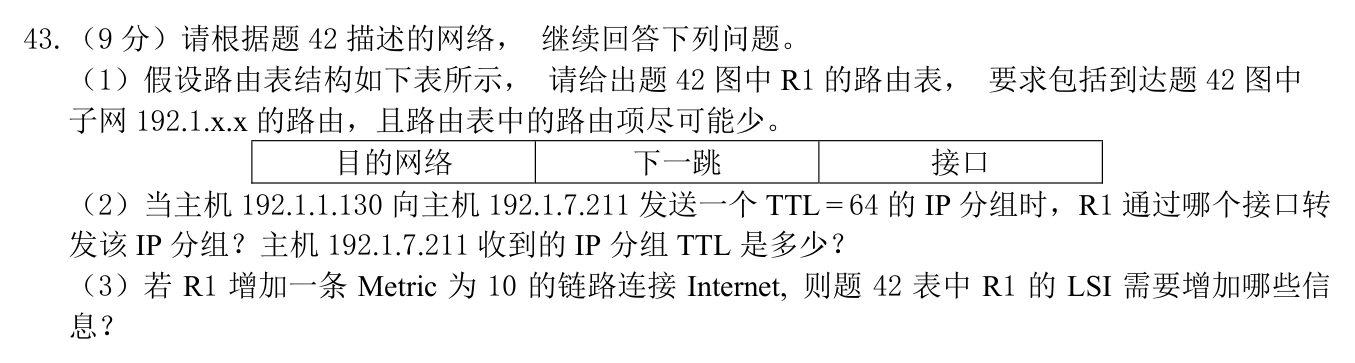 43. （9 分）请根据题 42 描述的网络， 继续回答下列问题。
（1）假设路由表结构如下表所示， 请给出题 42 图中 R1 的路由表， 要求包括到达题 42 图中
子网 192.1.x.x 的路由，且路由表中的路由项尽可能少。
目的网络 下一跳 接口
（2）当主机 192.1.1.130 向主机 192.1.7.211 发送一个 TTL＝64 的 IP 分组时，R1 通过哪个接口转
发该 IP 分组？主机 192.1.7.211 收到的 IP 分组 TTL 是多少？
（3）若 R1 增加一条 Metric 为 10 的链路连接 Internet, 则题 42 表中 R1 的 LSI 需要增加哪些信
息？